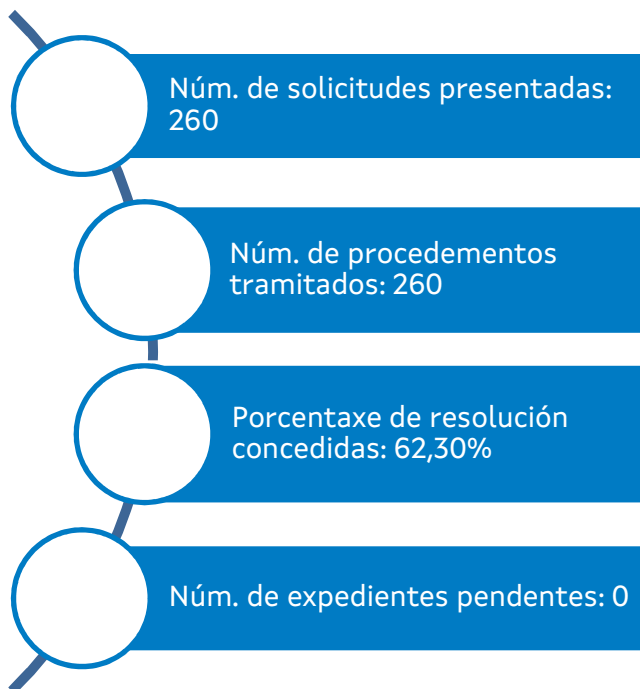 Núm. de solicitudes presentadas:
260
Núm. de procedementos
tramitados: 260
Porcentaxe de resolución
concedidas: 62,30%
Núm. de expedientes pendentes: 0